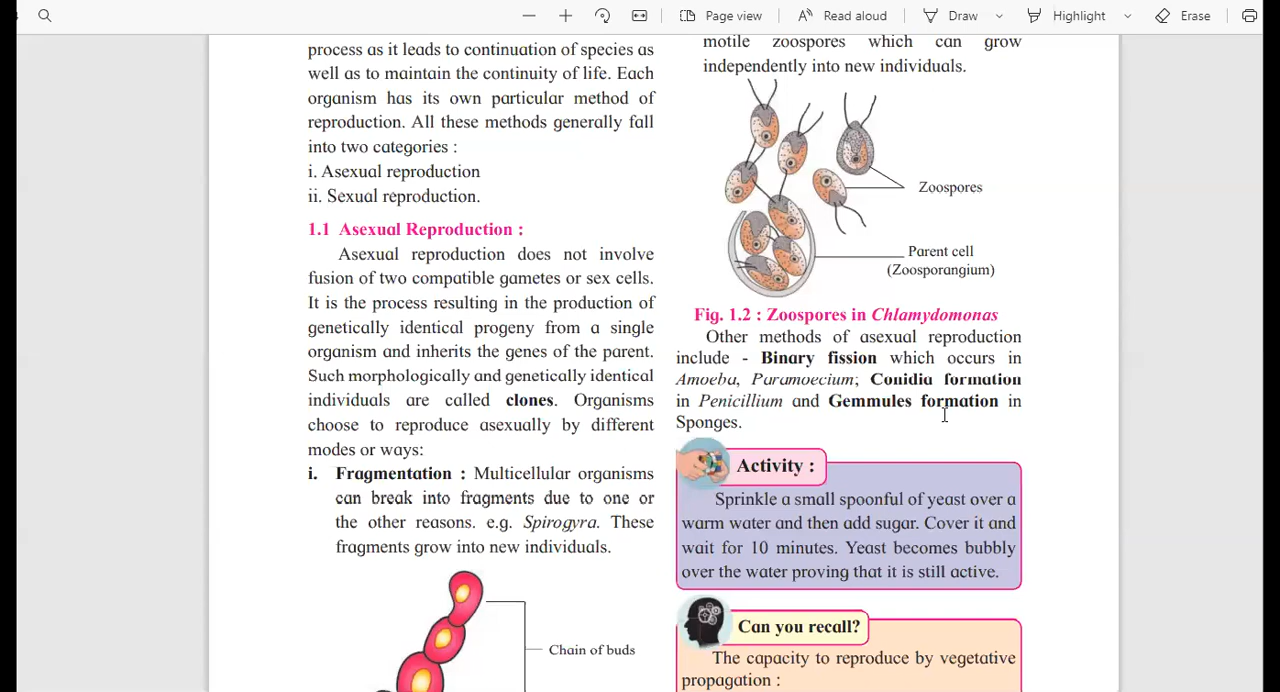 Page view
Read aloud
Draw
Highlight
Erase
process as it leads to continuation of species as
well as to maintain the continuity of life. Each
organism has its own particular method of
reproduction. All these methods generally fall
into two categories :
i. Asexual reproduction
ii. Sexual reproduction.
1.1 Asexual Reproduction :
Asexual reproduction does not involve
fusion of two compatible gametes or sex cells.
It is the process resulting in the production of
genetically identical progeny from a single
organism and inherits the genes of the parent.
Such morphologically and genetically identical
individuals are called clones. Organisms
choose to reproduce asexually by different
modes or ways:
i. Fragmentation : Multicellular organisms
can break into fragments due to one or
the other reasons. e.g. Spirogyra. These
fragments grow into new individuals.
Chain of buds
motile zoospores which can grow
independently into new individuals.
Zoospores
Parent cell
(Zoosporangium)
Fig. 1.2 : Zoospores in Chlamydomonas
Other methods of asexual reproduction
include - Binary fission which occurs in
Amoeba, Paramoecium; Conidia formation
in Penicillium and Gemmules formation in
Sponges.
Activity :
Sprinkle a small spoonful of yeast over a
warm water and then add sugar. Cover it and
wait for 10 minutes. Yeast becomes bubbly
over the water proving that it is still active.
Can you recall?
The capacity to reproduce by vegetative
propagation :